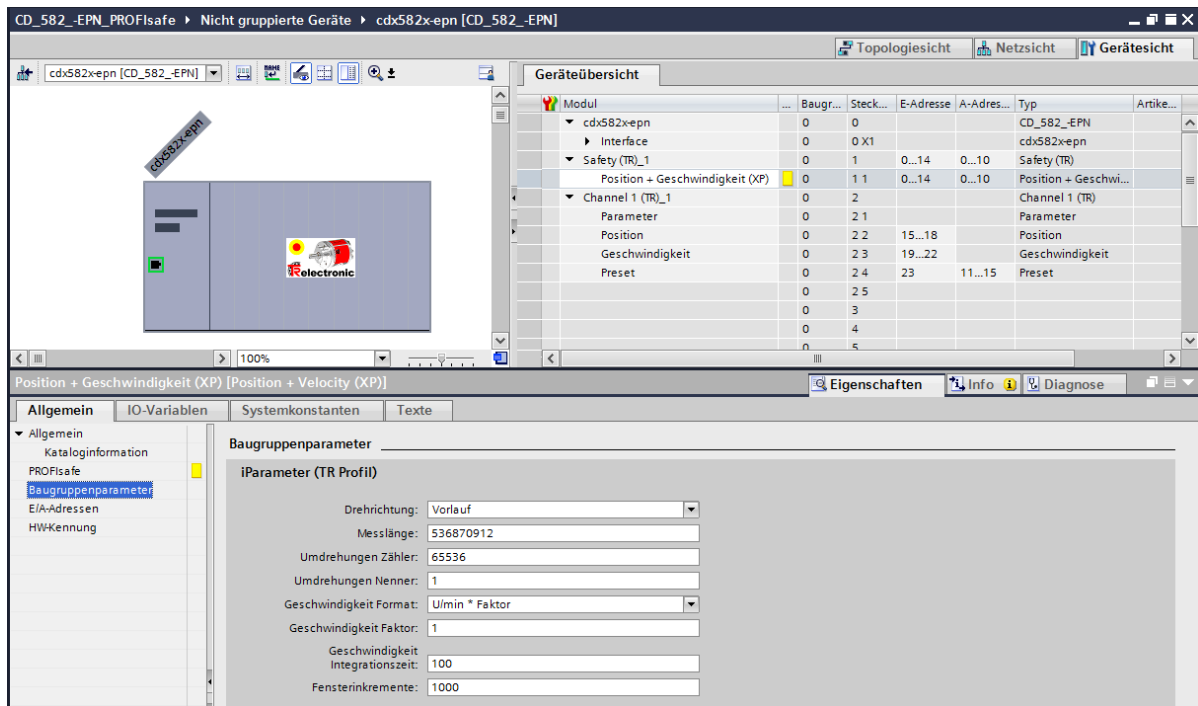 CD_582_-EPN_PROFIsafe ▸ Nicht gruppierte Geräte ▸ cdx582x-epn [CD_582_-EPN]
Topologiesicht Netzsicht Gerätesicht
cdx582x-epn [CD_582_-EPN]
cdx582x-epn
TRelectronic
100%
Geräteübersicht
Modul ... Baugr... Steck... E-Adresse A-Adres... Typ Artike...
cdx582x-epn 0 0 CD_582_-EPN
Interface 0 0 X1 cdx582x-epn
Safety (TR)_1 0 1 0...14 0...10 Safety (TR)
Position + Geschwindigkeit (XP) 0 1 1 0...14 0...10 Position + Geschwi...
Channel 1 (TR)_1 0 2 Channel 1 (TR)
Parameter 0 2 1 Parameter
Position 0 2 2 15...18 Position
Geschwindigkeit 0 2 3 19...22 Geschwindigkeit
Preset 0 2 4 23 11...15 Preset
0 2 5
0 3
0 4
0 5
Position + Geschwindigkeit (XP) [Position + Velocity (XP)]
Eigenschaften Info Diagnose
Allgemein IO-Variablen Systemkonstanten Texte
Allgemein
Kataloginformation
PROFIsafe
Baugruppenparameter
E/A-Adressen
HW-Kennung
Baugruppenparameter
iParameter (TR Profil)
Drehrichtung: Vorlauf
Messlänge: 536870912
Umdrehungen Zähler: 65536
Umdrehungen Nenner: 1
Geschwindigkeit Format: U/min * Faktor
Geschwindigkeit Faktor: 1
Geschwindigkeit
Integrationszeit: 100
Fensterinkremente: 1000